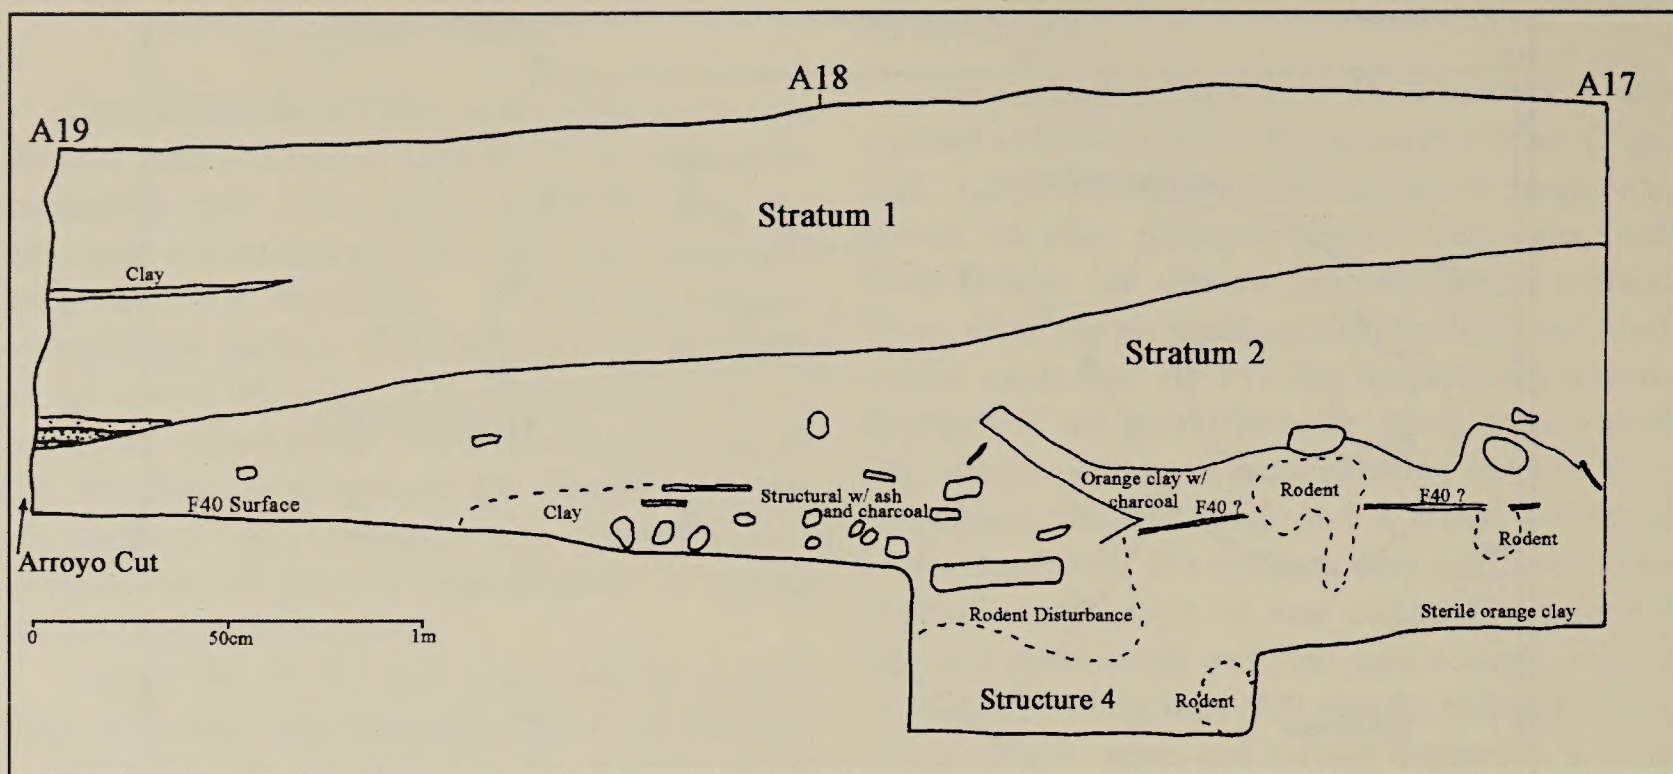 A19
A18
A17
Stratum 1
Clay
Stratum 2
F40 Surface
Clay
Structural w/ ash
and charcoal
Orange clay w/
charcoal
F40 ?
Rodent
F40 ?
Rodent
Arroyo Cut
0
50cm
1m
Rodent Disturbance
Sterile orange clay
Structure 4
Rodent